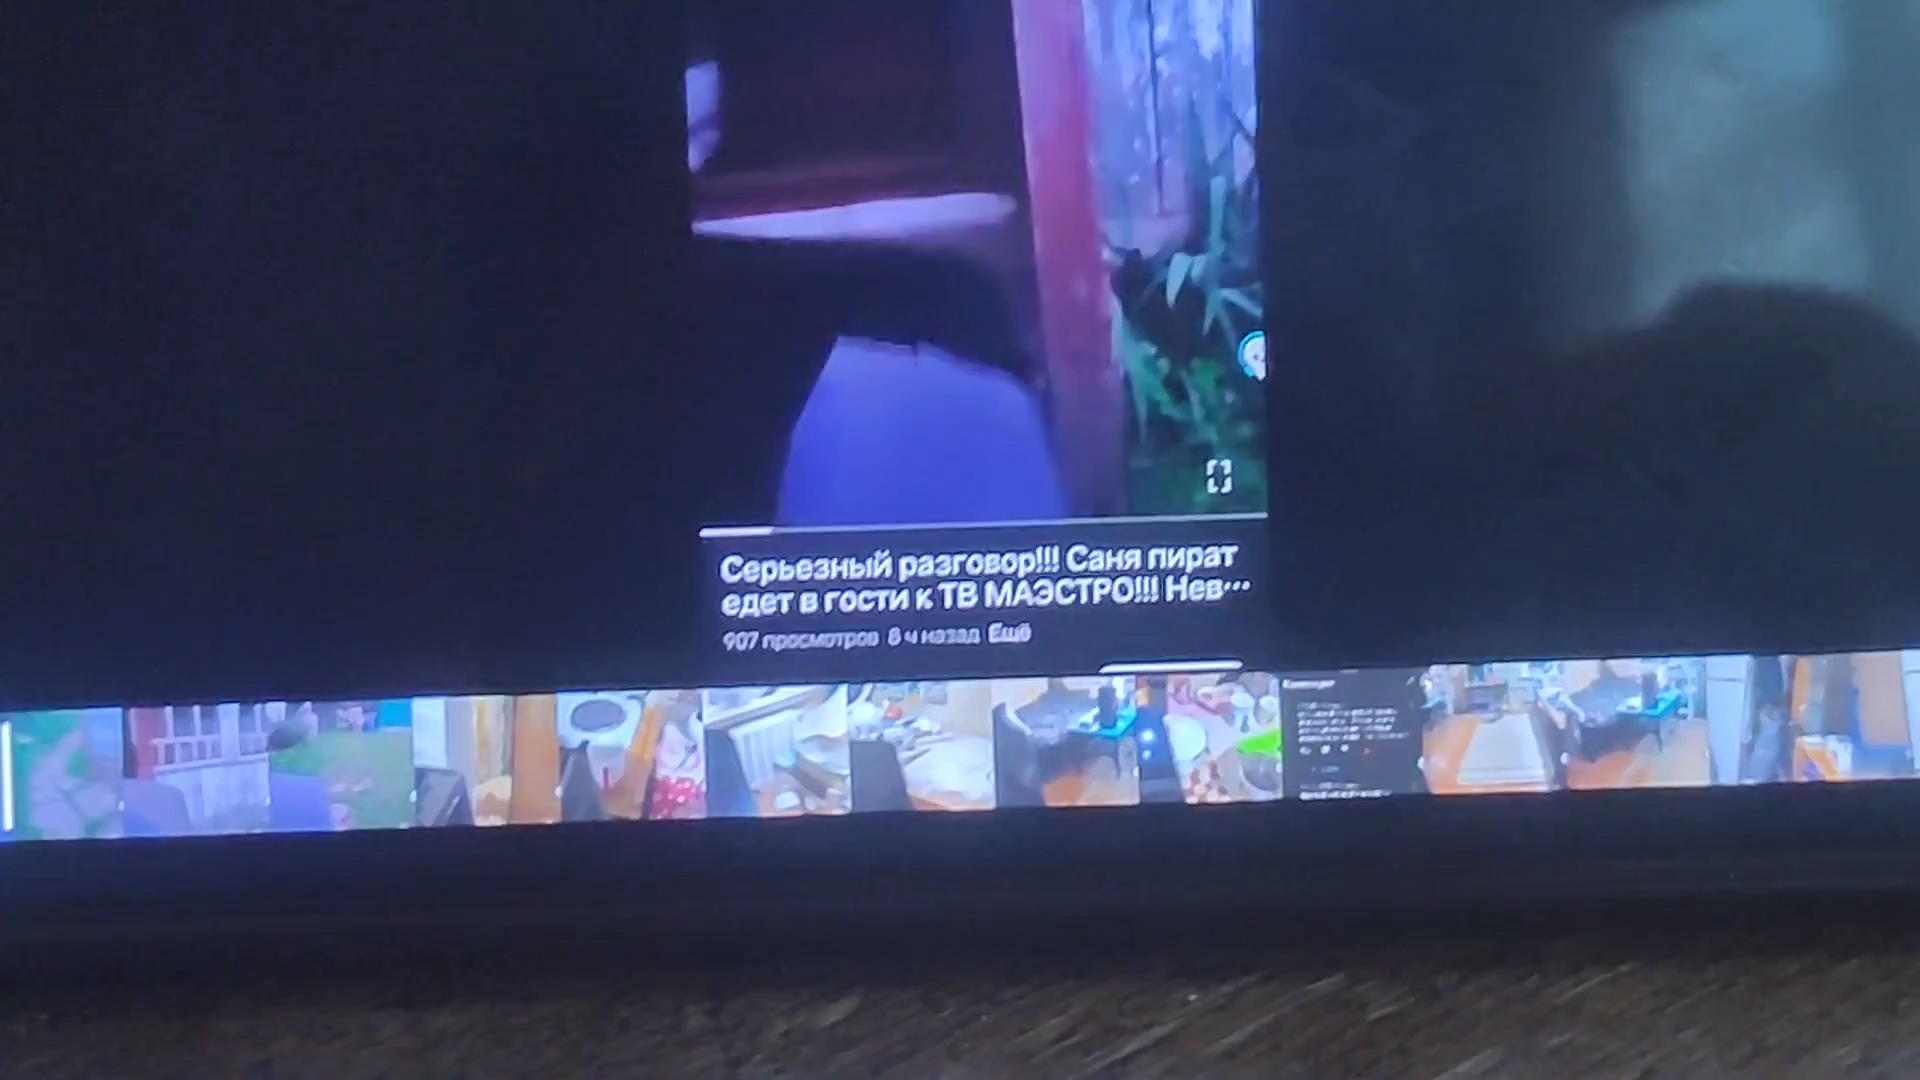 Серьезный разговор!!! Саня пират
едет в гости к ТВ МАЭСТРО!!! Нев...
907 просмотров 8 ч назад Ещё